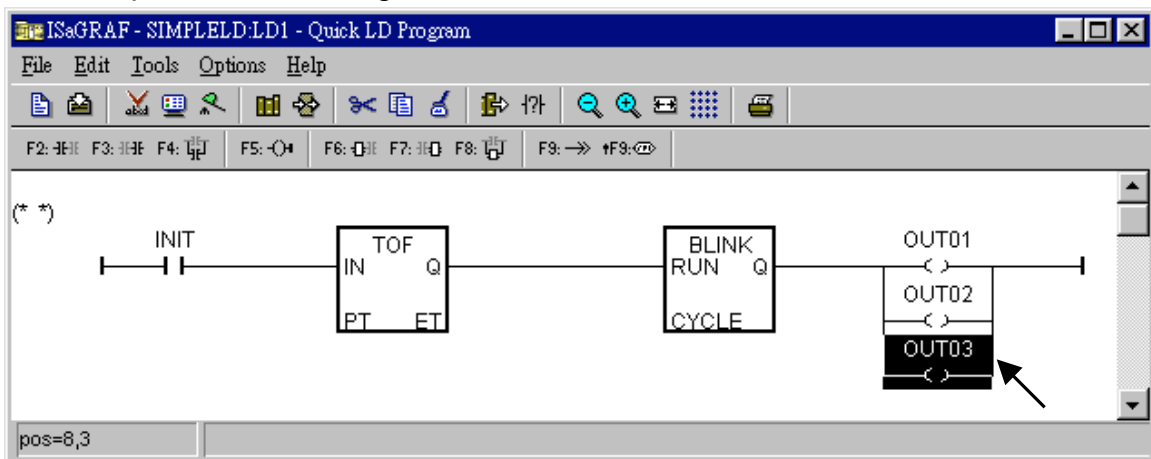 ISaGRAF - SIMPLELD:LD1 - Quick LD Program
File Edit Tools Options Help
F2: F3: F4: F5: F6: F7: F8: F9: ↑F9:
(* *)
INIT TOF BLINK OUT01
IN Q RUN Q
OUT02
PT ET CYCLE
OUT03
pos=8,3